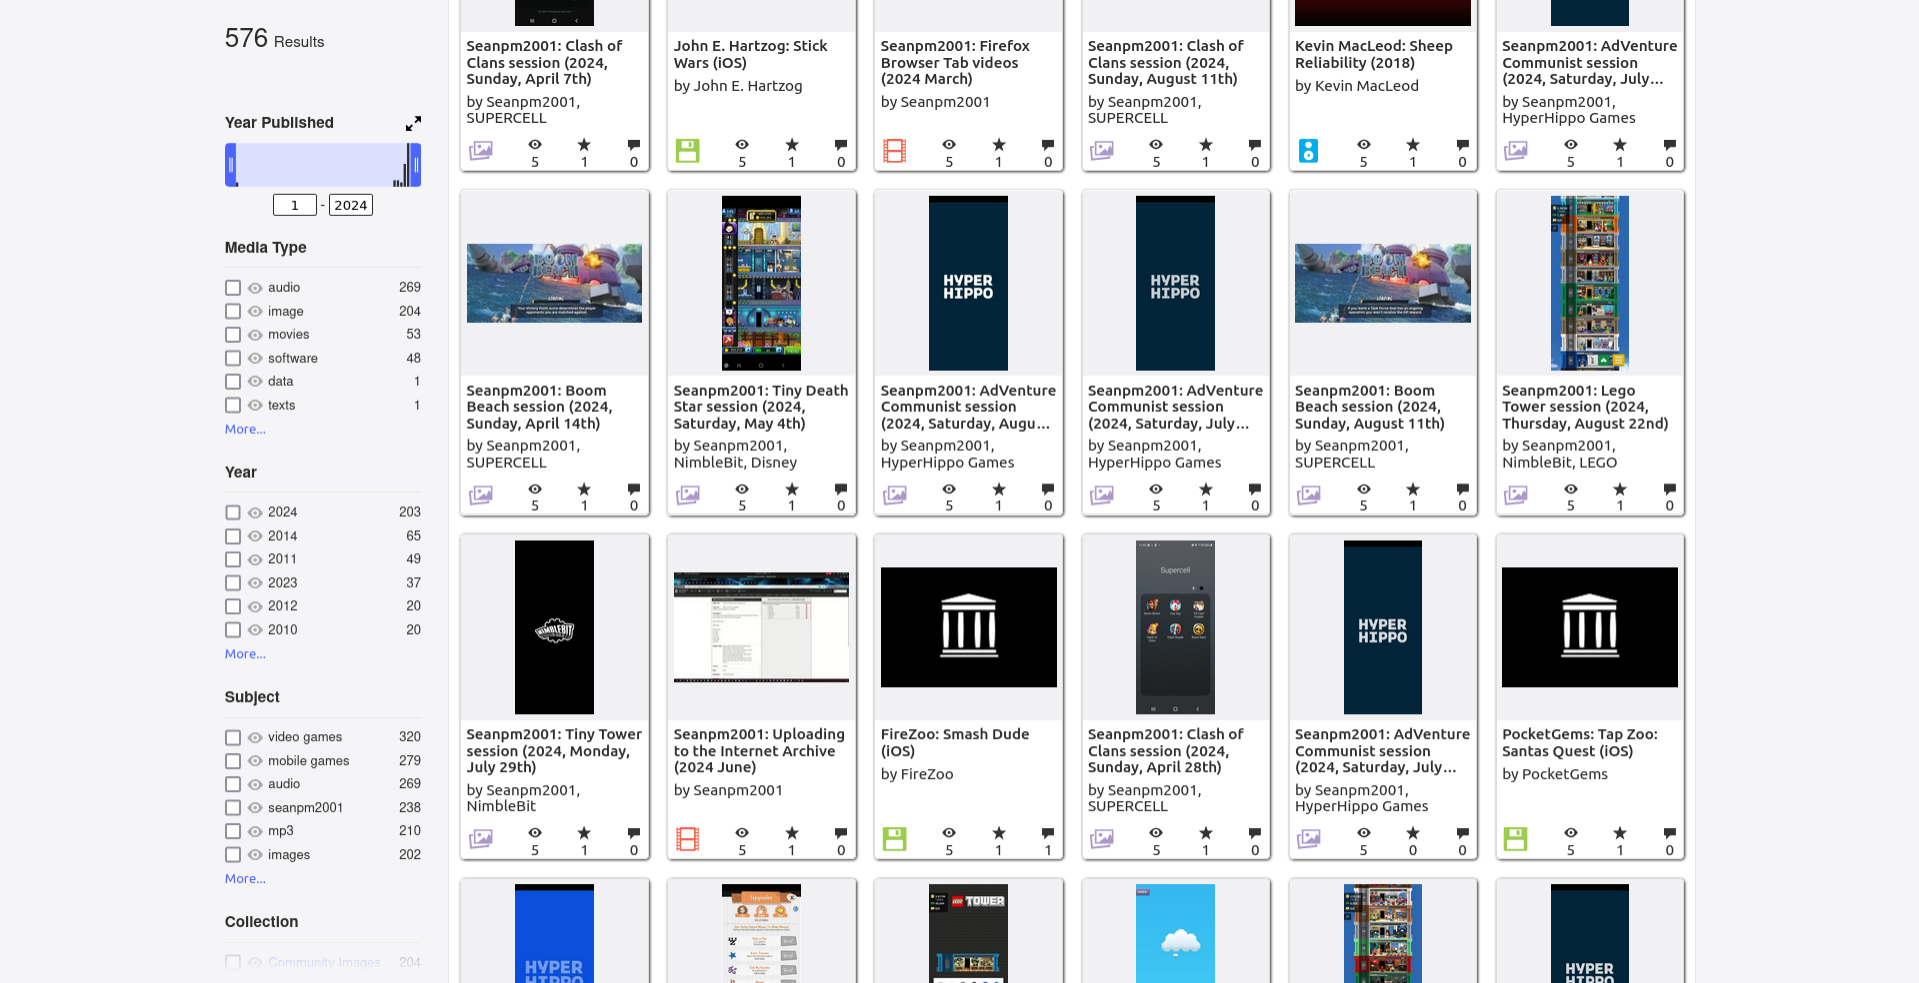 576 Results
Year Published
1 - 2024
Media Type
audio 269
image 204
movies 53
software 48
data 1
texts 1
More...
Year
2024 203
2014 65
2011 49
2023 37
2012 20
2010 20
More...
Subject
video games 320
mobile games 279
audio 269
seanpm2001 238
mp3 210
images 202
More...
Collection
Community Images 204
Seanpm2001: Clash of
Clans session (2024,
Sunday, April 7th)
by Seanpm2001,
SUPERCELL
5 1 0
John E. Hartzog: Stick
Wars (iOS)
by John E. Hartzog
5 1 0
Seanpm2001: Firefox
Browser Tab videos
(2024 March)
by Seanpm2001
5 1 0
Seanpm2001: Clash of
Clans session (2024,
Sunday, August 11th)
by Seanpm2001,
SUPERCELL
5 1 0
Kevin MacLeod: Sheep
Reliability (2018)
by Kevin MacLeod
5 1 0
Seanpm2001: AdVenture
Communist session
(2024, Saturday, July...
by Seanpm2001,
HyperHippo Games
5 1 0
BOOM
BEACH
Seanpm2001: Boom
Beach session (2024,
Sunday, April 14th)
by Seanpm2001,
SUPERCELL
5 1 0
Seanpm2001: Tiny Death
Star session (2024,
Saturday, May 4th)
by Seanpm2001,
NimbleBit, Disney
5 1 0
HYPER
HIPPO
Seanpm2001: AdVenture
Communist session
(2024, Saturday, Augu...
by Seanpm2001,
HyperHippo Games
5 1 0
HYPER
HIPPO
Seanpm2001: AdVenture
Communist session
(2024, Saturday, July...
by Seanpm2001,
HyperHippo Games
5 1 0
BOOM
BEACH
Seanpm2001: Boom
Beach session (2024,
Sunday, August 11th)
by Seanpm2001,
SUPERCELL
5 1 0
Seanpm2001: Lego
Tower session (2024,
Thursday, August 22nd)
by Seanpm2001,
NimbleBit, LEGO
5 1 0
NIMBLEBIT
Seanpm2001: Tiny Tower
session (2024, Monday,
July 29th)
by Seanpm2001,
NimbleBit
5 1 0
Seanpm2001: Uploading
to the Internet Archive
(2024 June)
by Seanpm2001
5 1 0
FireZoo: Smash Dude
(iOS)
by FireZoo
5 1 1
Supercell
Seanpm2001: Clash of
Clans session (2024,
Sunday, April 28th)
by Seanpm2001,
SUPERCELL
5 1 0
HYPER
HIPPO
Seanpm2001: AdVenture
Communist session
(2024, Saturday, July...
by Seanpm2001,
HyperHippo Games
5 0 0
PocketGems: Tap Zoo:
Santas Quest (iOS)
by PocketGems
5 1 0
HYPER
HIPPO
Upgrades
LEGO TOWER
HYPER
HIPPO